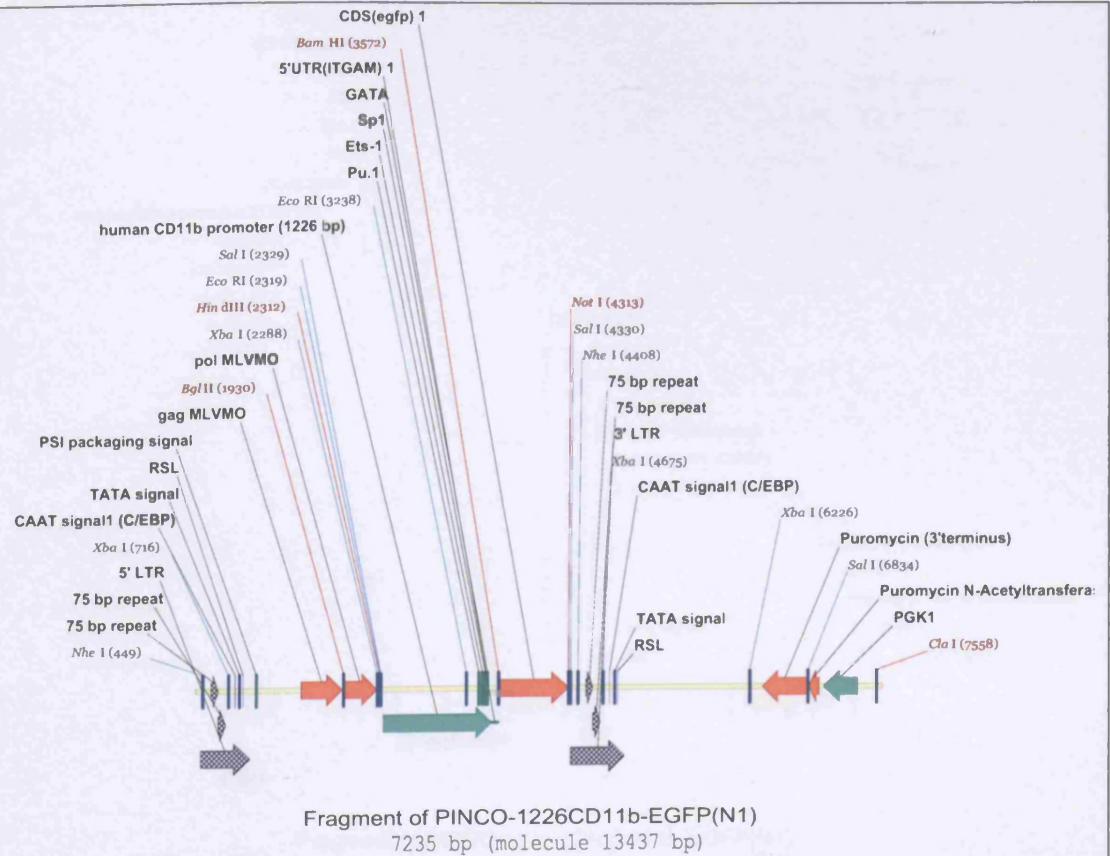 CDS(egfp) 1
Bam HI (3572)
5'UTR(ITGAM) 1
GATA
Sp1
Ets-1
Pu.1
Eco RI (3238)
human CD11b promoter (1226 bp)
Sal I (2329)
Eco RI (2319)
Hin dIII (2312)
Xba I (2288)
pol MLVMO
Bgl II (1930)
gag MLVMO
PSI packaging signal
RSL
TATA signal
CAAT signal1 (C/EBP)
Xba I (716)
5' LTR
75 bp repeat
75 bp repeat
Nhe I (449)
Not I (4313)
Sal I (4330)
Nhe I (4408)
75 bp repeat
75 bp repeat
3' LTR
Xba I (4675)
CAAT signal1 (C/EBP)
TATA signal
RSL
Xba I (6226)
Puromycin (3'terminus)
Sal I (6834)
Puromycin N-Acetyltransfera
PGK1
Cla I (7558)
Fragment of PINCO-1226CD11b-EGFP(N1)
7235 bp (molecule 13437 bp)